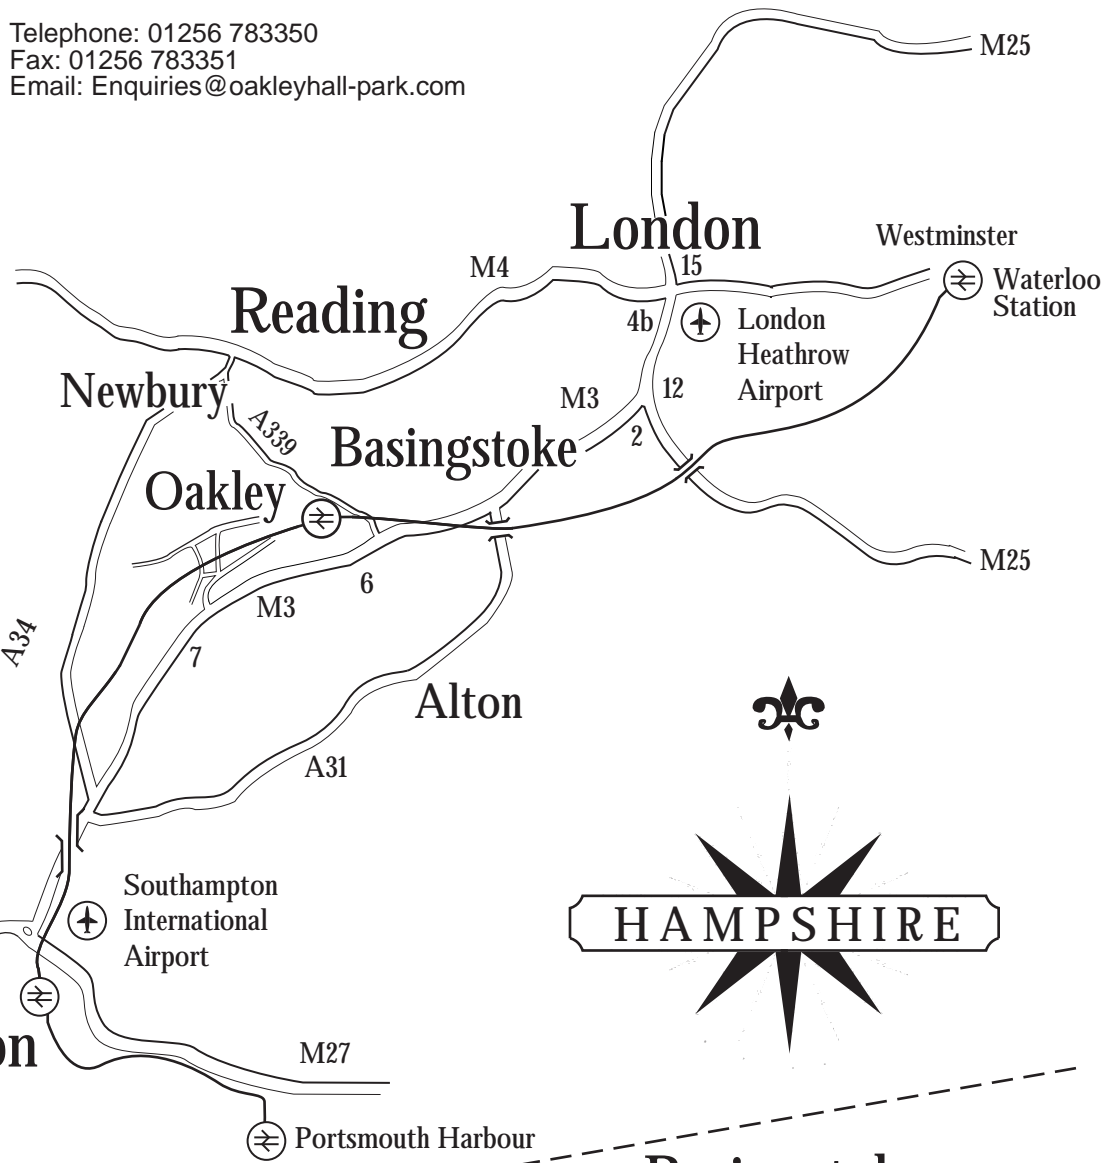 Telephone: 01256 783350
Fax: 01256 783351
Email: Enquiries@oakleyhall-park.com
M25
London
Westminster
15
M4
Waterloo
Station
Reading
4b
London
Heathrow
Airport
Newbury
M3
12
A339
2
Basingstoke
Oakley
M25
6
M3
A34
7
Alton
A31
Southampton
International
Airport
HAMPSHIRE
on
M27
Portsmouth Harbour